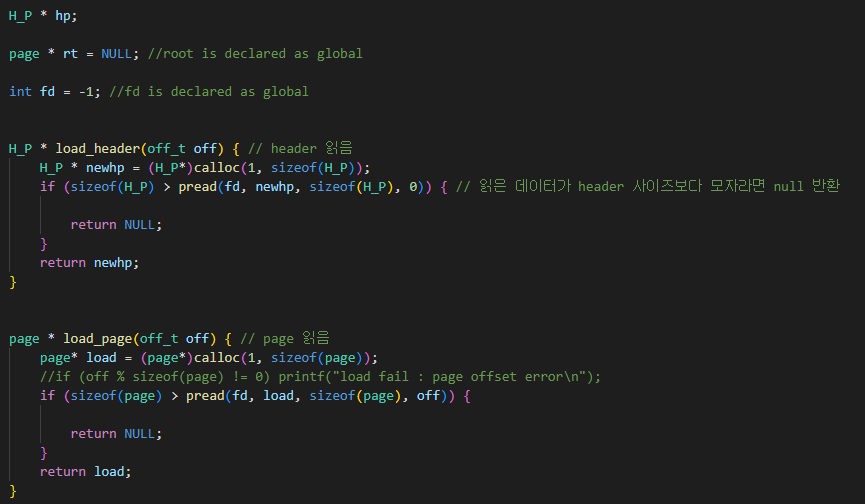 H_P * hp;
page * rt = NULL; //root is declared as global
int fd = -1; //fd is declared as global
H_P * load_header(off_t off) { // header 읽음
H_P * newhp = (H_P*)calloc(1, sizeof(H_P));
if (sizeof(H_P) > pread(fd, newhp, sizeof(H_P), 0)) { // 읽은 데이터가 header 사이즈보다 모자라면 null 반환
return NULL;
}
return newhp;
}
page * load_page(off_t off) { // page 읽음
page* load = (page*)calloc(1, sizeof(page));
//if (off % sizeof(page) != 0) printf("load fail : page offset error\n");
if (sizeof(page) > pread(fd, load, sizeof(page), off)) {
return NULL;
}
return load;
}